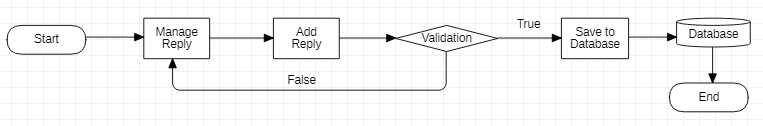 Start
Manage
Reply
Add
Reply
Validation
True
Save to
Database
Database
False
End